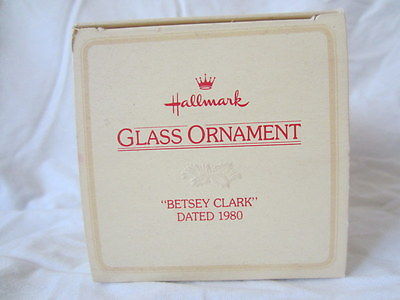 Hallmark
GLASS ORNAMENT
"BETSEY CLARK"
DATED 1980